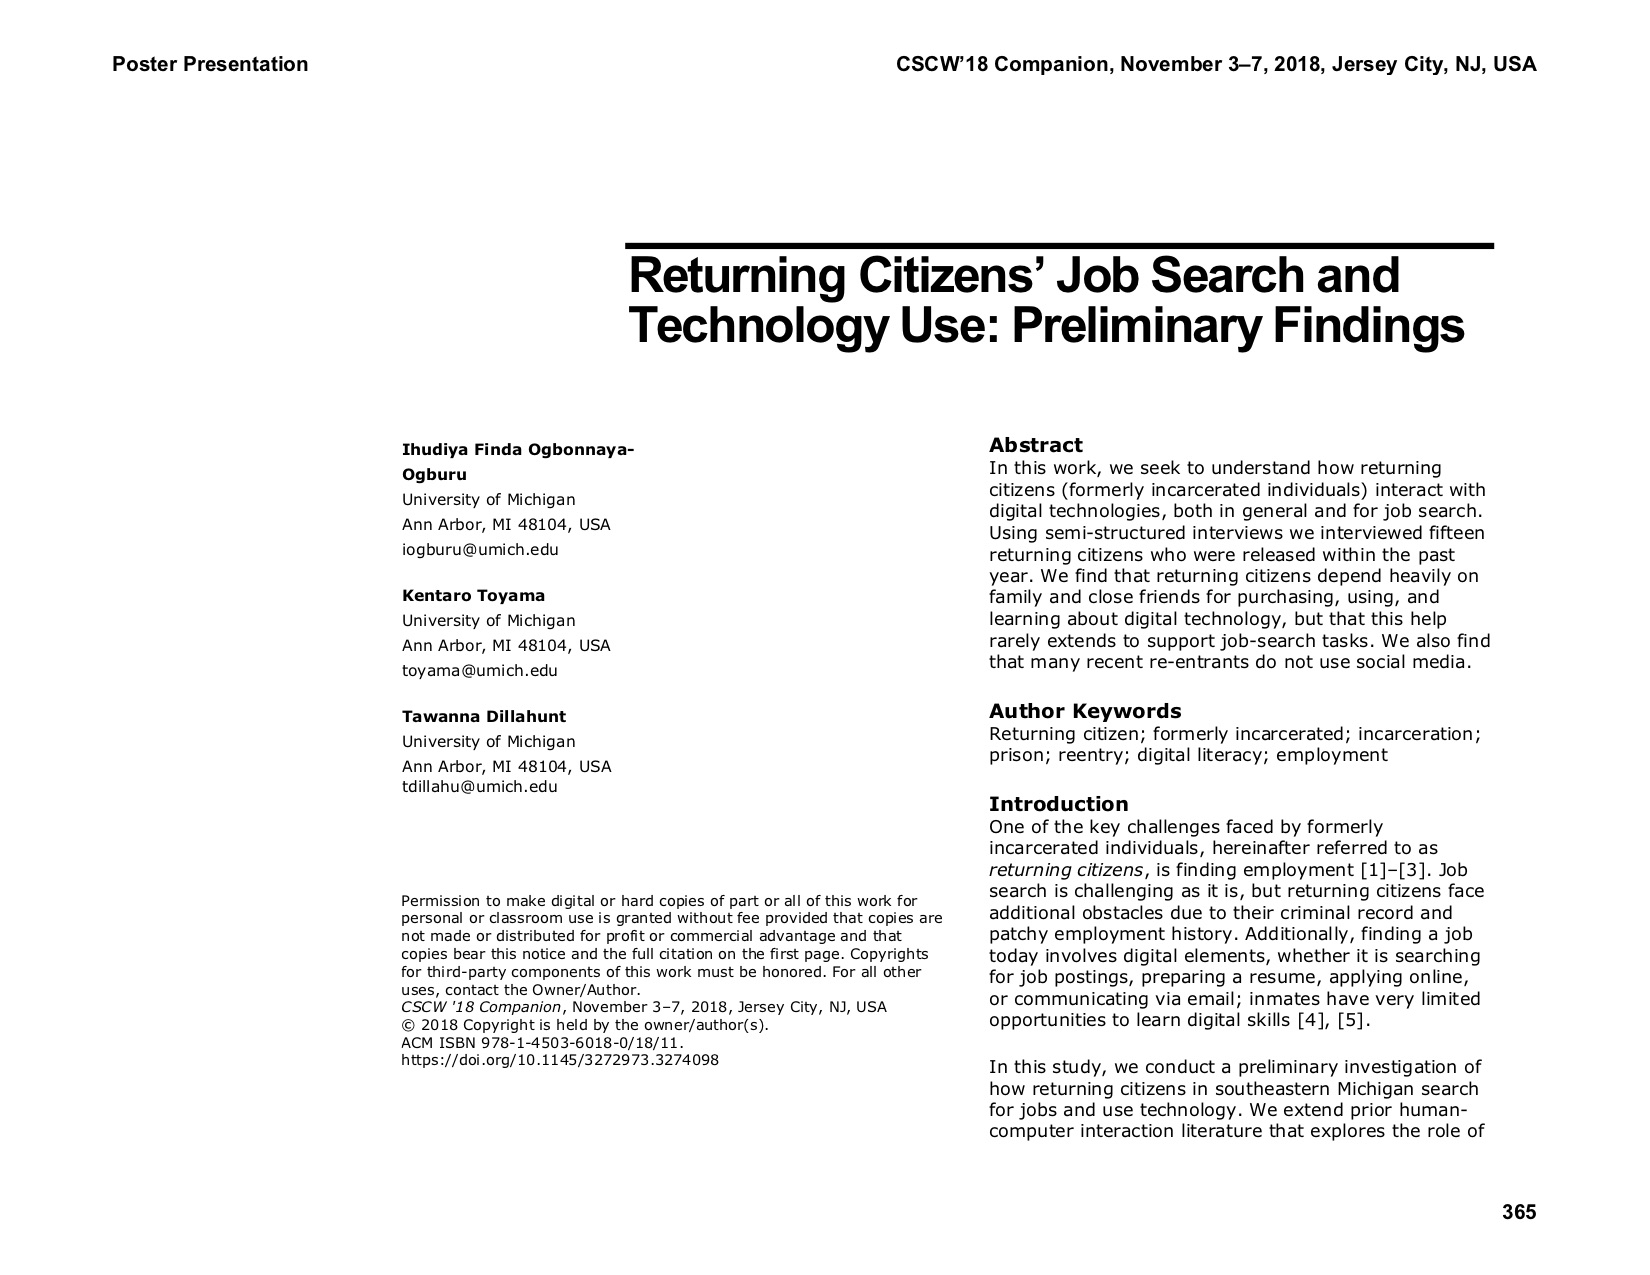 Poster Presentation
CSCW’18 Companion, November 3–7, 2018, Jersey City, NJ, USA
Returning Citizens’ Job Search and
Technology Use: Preliminary Findings
Ihudiya Finda Ogbonnaya-
Ogburu
University of Michigan
Ann Arbor, MI 48104, USA
iogburu@umich.edu
Kentaro Toyama
University of Michigan
Ann Arbor, MI 48104, USA
toyama@umich.edu
Tawanna Dillahunt
University of Michigan
Ann Arbor, MI 48104, USA
tdillahu@umich.edu
Permission to make digital or hard copies of part or all of this work for
personal or classroom use is granted without fee provided that copies are
not made or distributed for profit or commercial advantage and that
copies bear this notice and the full citation on the first page. Copyrights
for third-party components of this work must be honored. For all other
uses, contact the Owner/Author.
CSCW '18 Companion, November 3–7, 2018, Jersey City, NJ, USA
© 2018 Copyright is held by the owner/author(s).
ACM ISBN 978-1-4503-6018-0/18/11.
https://doi.org/10.1145/3272973.3274098
Abstract
In this work, we seek to understand how returning
citizens (formerly incarcerated individuals) interact with
digital technologies, both in general and for job search.
Using semi-structured interviews we interviewed fifteen
returning citizens who were released within the past
year. We find that returning citizens depend heavily on
family and close friends for purchasing, using, and
learning about digital technology, but that this help
rarely extends to support job-search tasks. We also find
that many recent re-entrants do not use social media.
Author Keywords
Returning citizen; formerly incarcerated; incarceration;
prison; reentry; digital literacy; employment
Introduction
One of the key challenges faced by formerly
incarcerated individuals, hereinafter referred to as
returning citizens, is finding employment [1]–[3]. Job
search is challenging as it is, but returning citizens face
additional obstacles due to their criminal record and
patchy employment history. Additionally, finding a job
today involves digital elements, whether it is searching
for job postings, preparing a resume, applying online,
or communicating via email; inmates have very limited
opportunities to learn digital skills [4], [5].
In this study, we conduct a preliminary investigation of
how returning citizens in southeastern Michigan search
for jobs and use technology. We extend prior human-
computer interaction literature that explores the role of
365